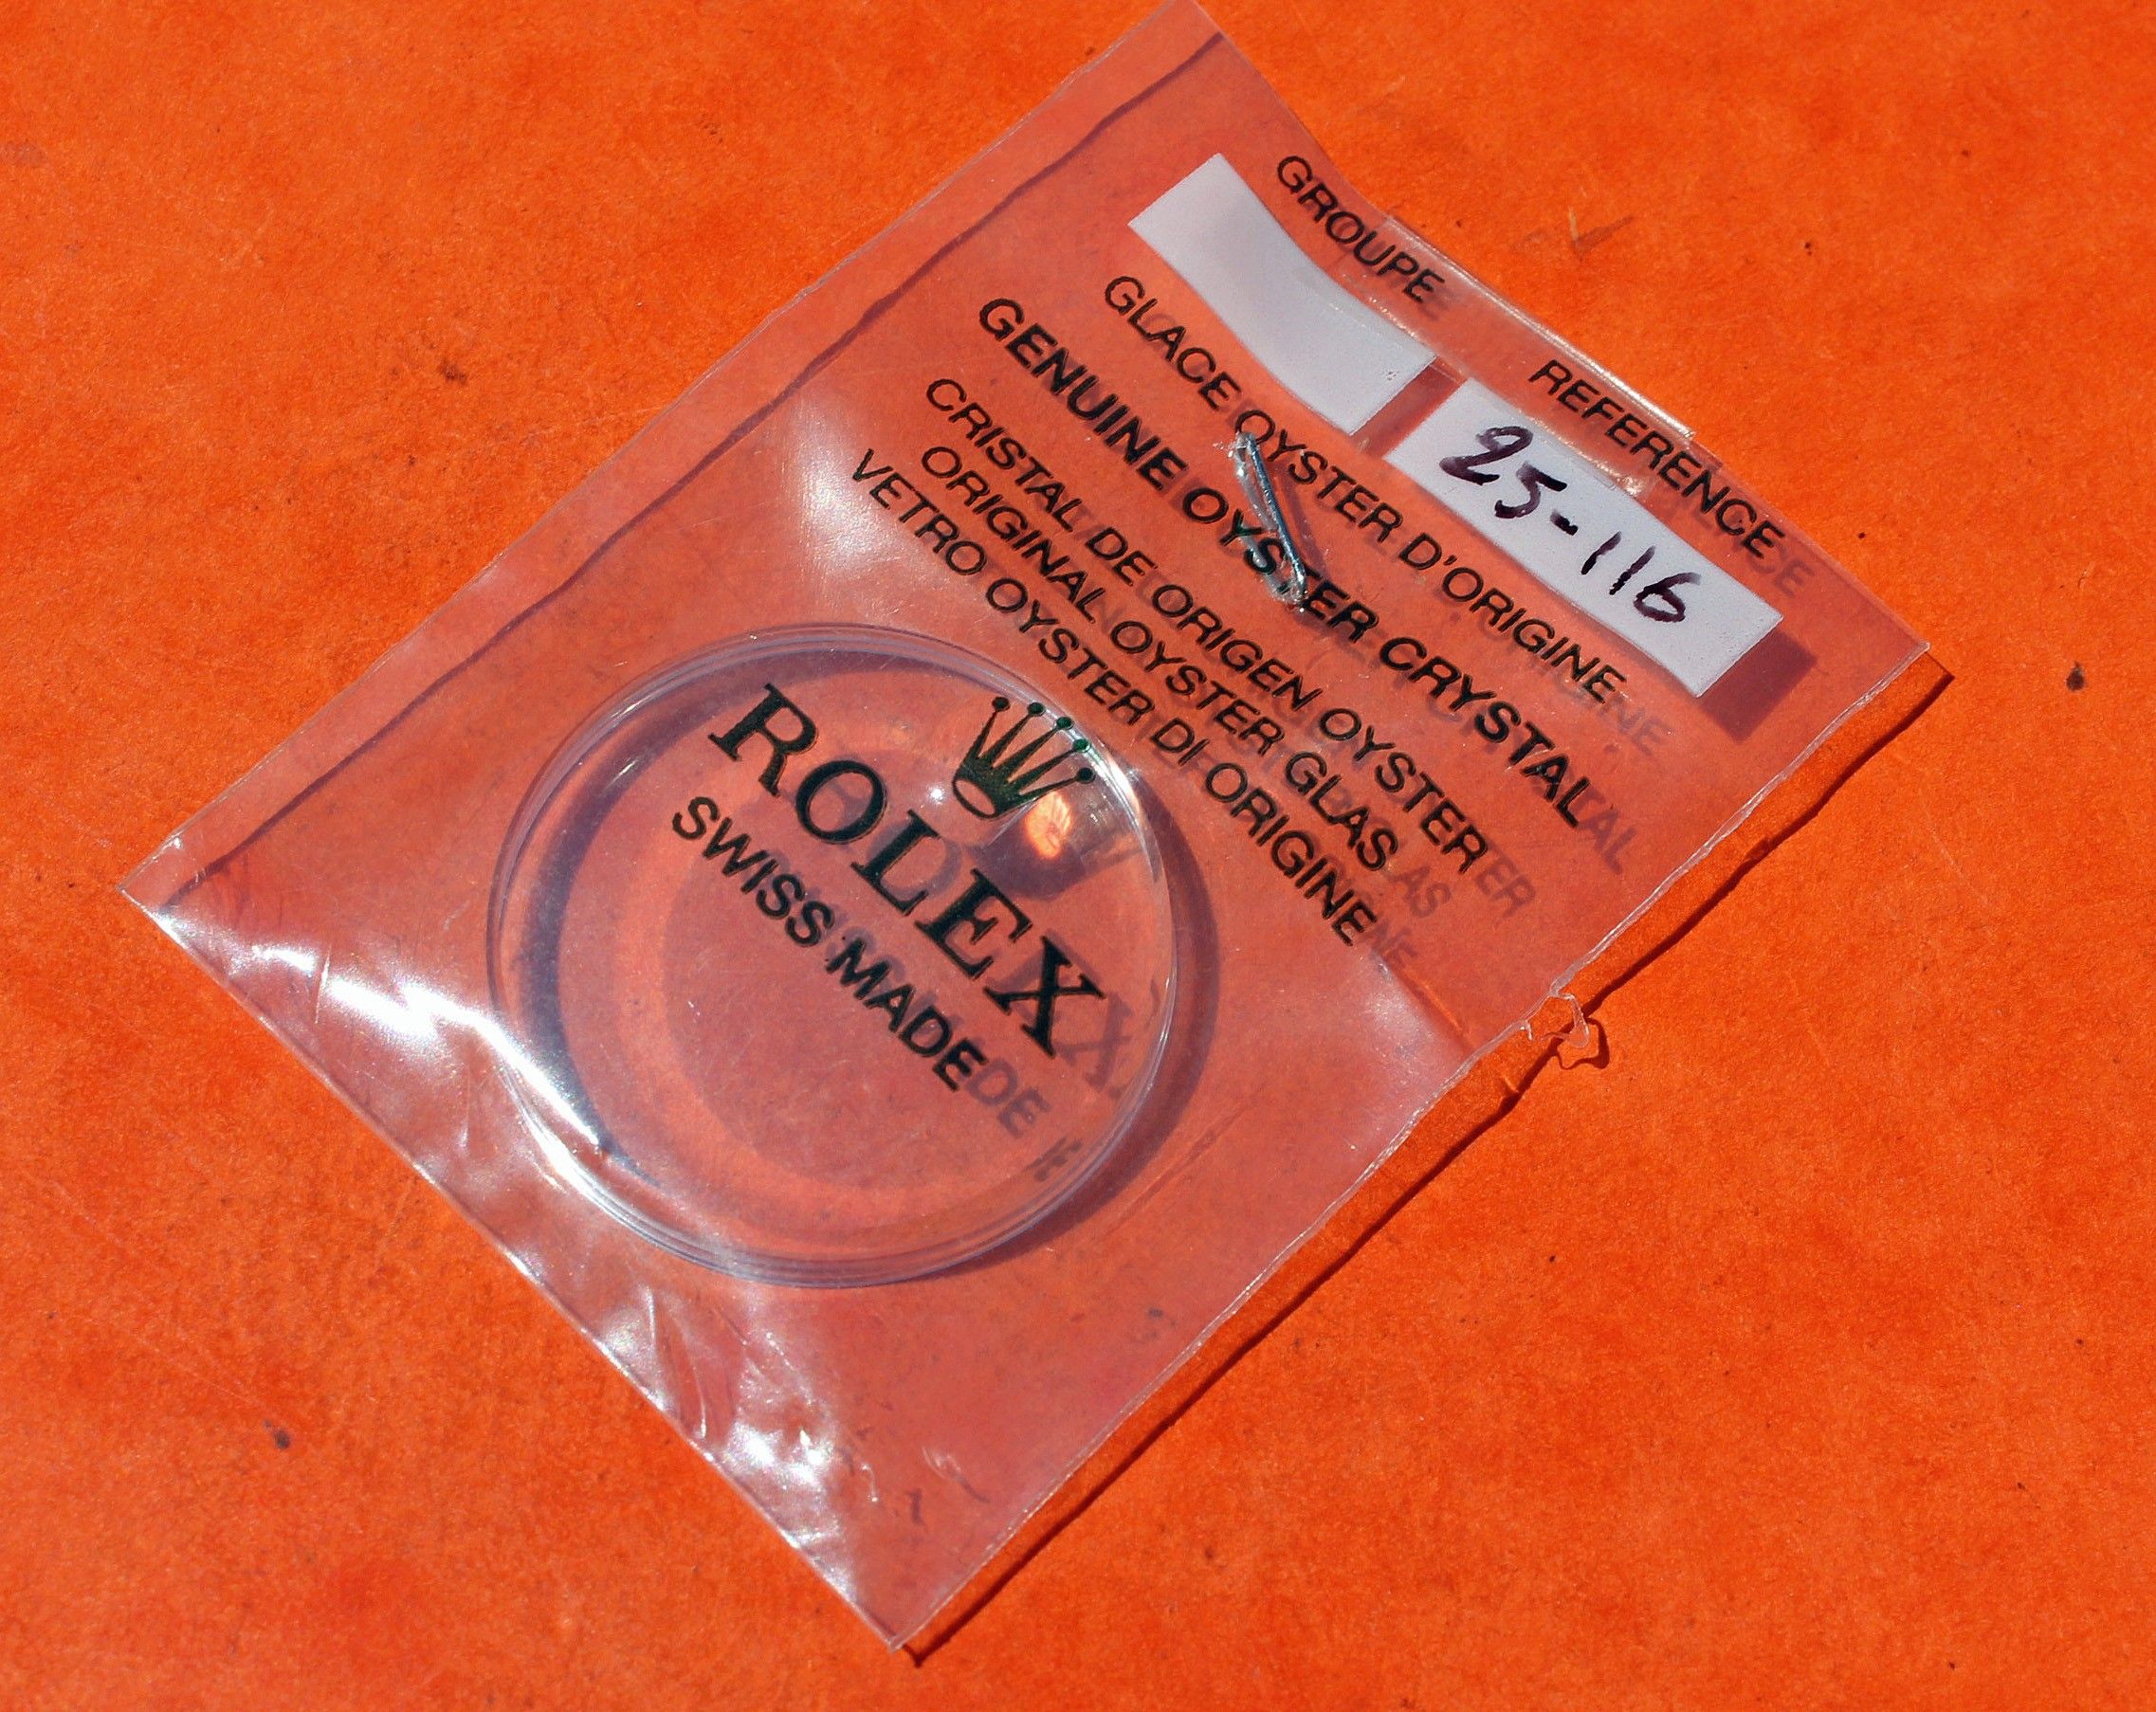 GROUPE REFERENCE
25-116
GLACE OYSTER D'ORIGINE
GENUINE OYSTER CRYSTAL
CRISTAL DE ORIGEN OYSTER
ORIGINAL OYSTER GLAS
VETRO OYSTER DI ORIGINE
ROLEX
SWISS MADE